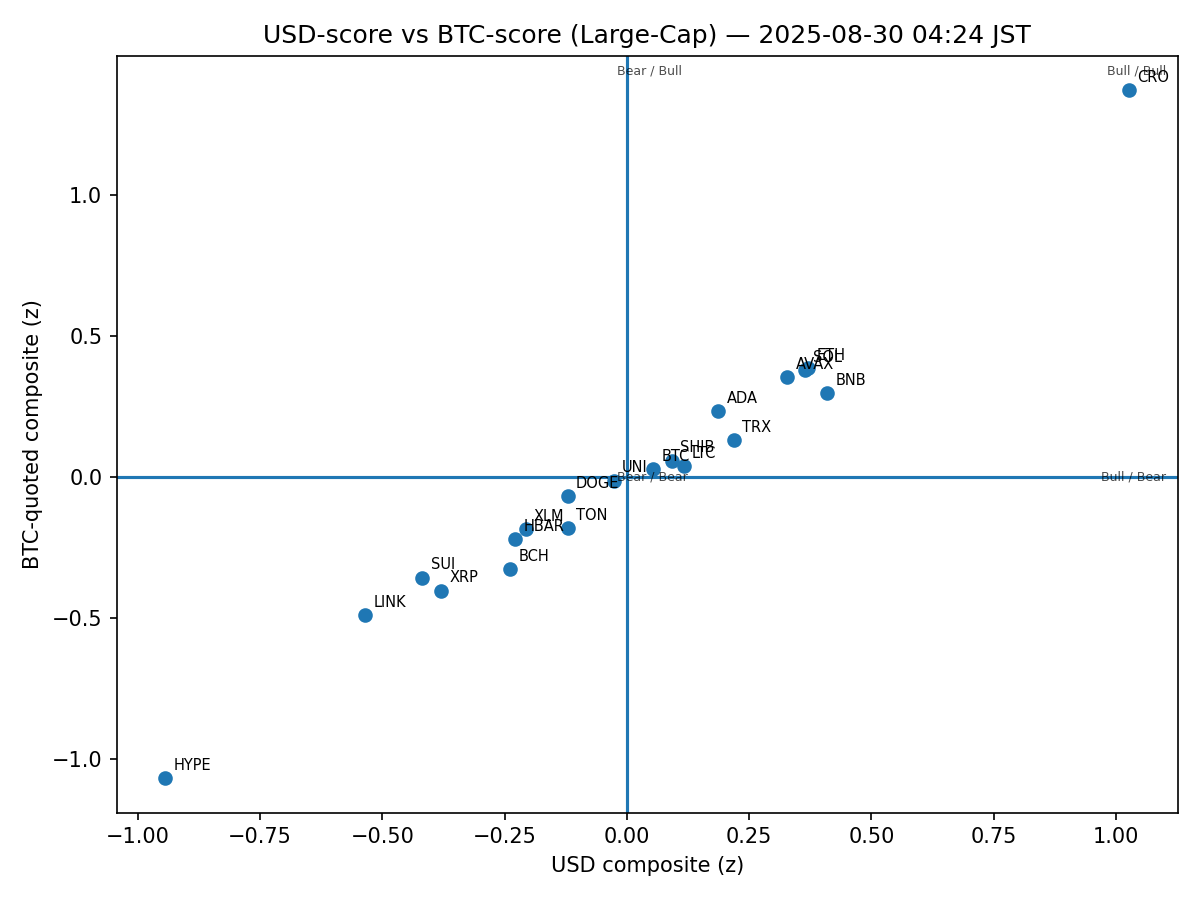 USD-score vs BTC-score (Large-Cap) — 2025-08-30 04:24 JST
Bear / Bull
Bull / Bull
CRO
1.0
0.5
ETH
SOL
AVAX
BNB
ADA
TRX
SHIB
LTC
BTC
UNI
0.0
Bear / Bear
Bull / Bear
DOGE
XLM
TON
HBAR
BCH
SUI
XRP
LINK
−0.5
−1.0
HYPE
BTC-quoted composite (z)
−1.00 −0.75 −0.50 −0.25 0.00 0.25 0.50 0.75 1.00
USD composite (z)